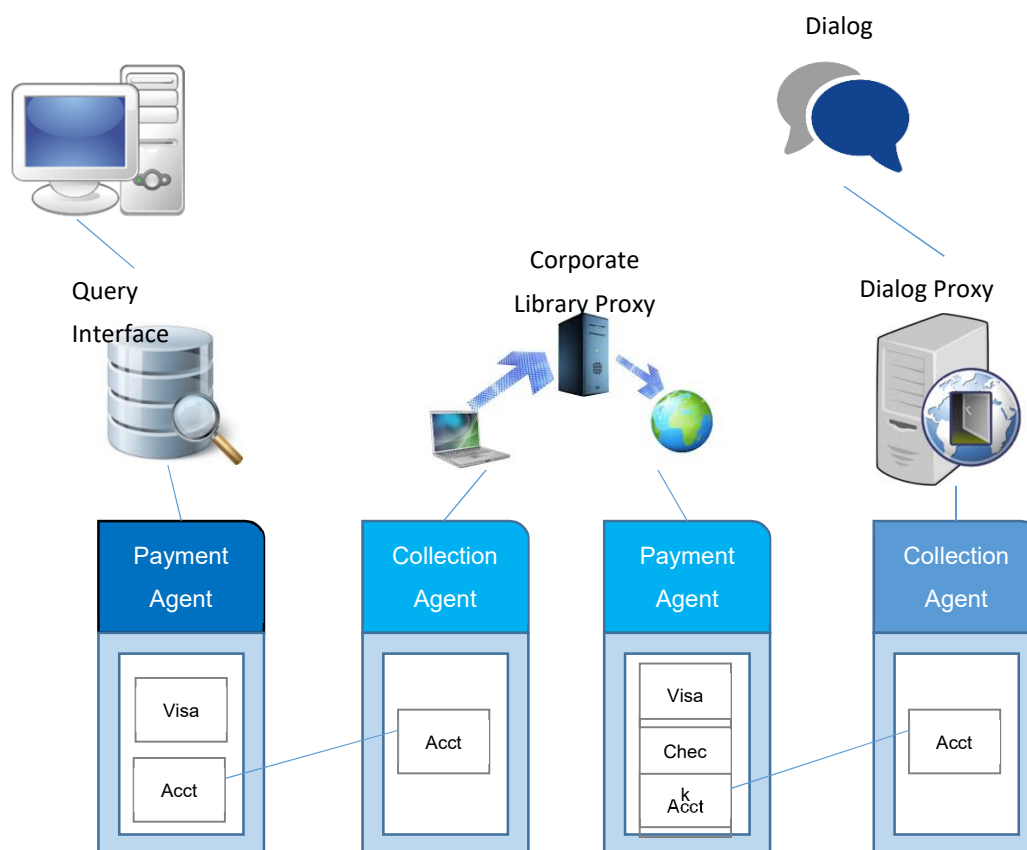 Dialog
Corporate
Library Proxy
Query
Interface
Dialog Proxy
Payment
Agent
Collection
Agent
Payment
Agent
Collection
Agent
Visa
Acct
Acct
Visa
Chec
k
Acct
Acct